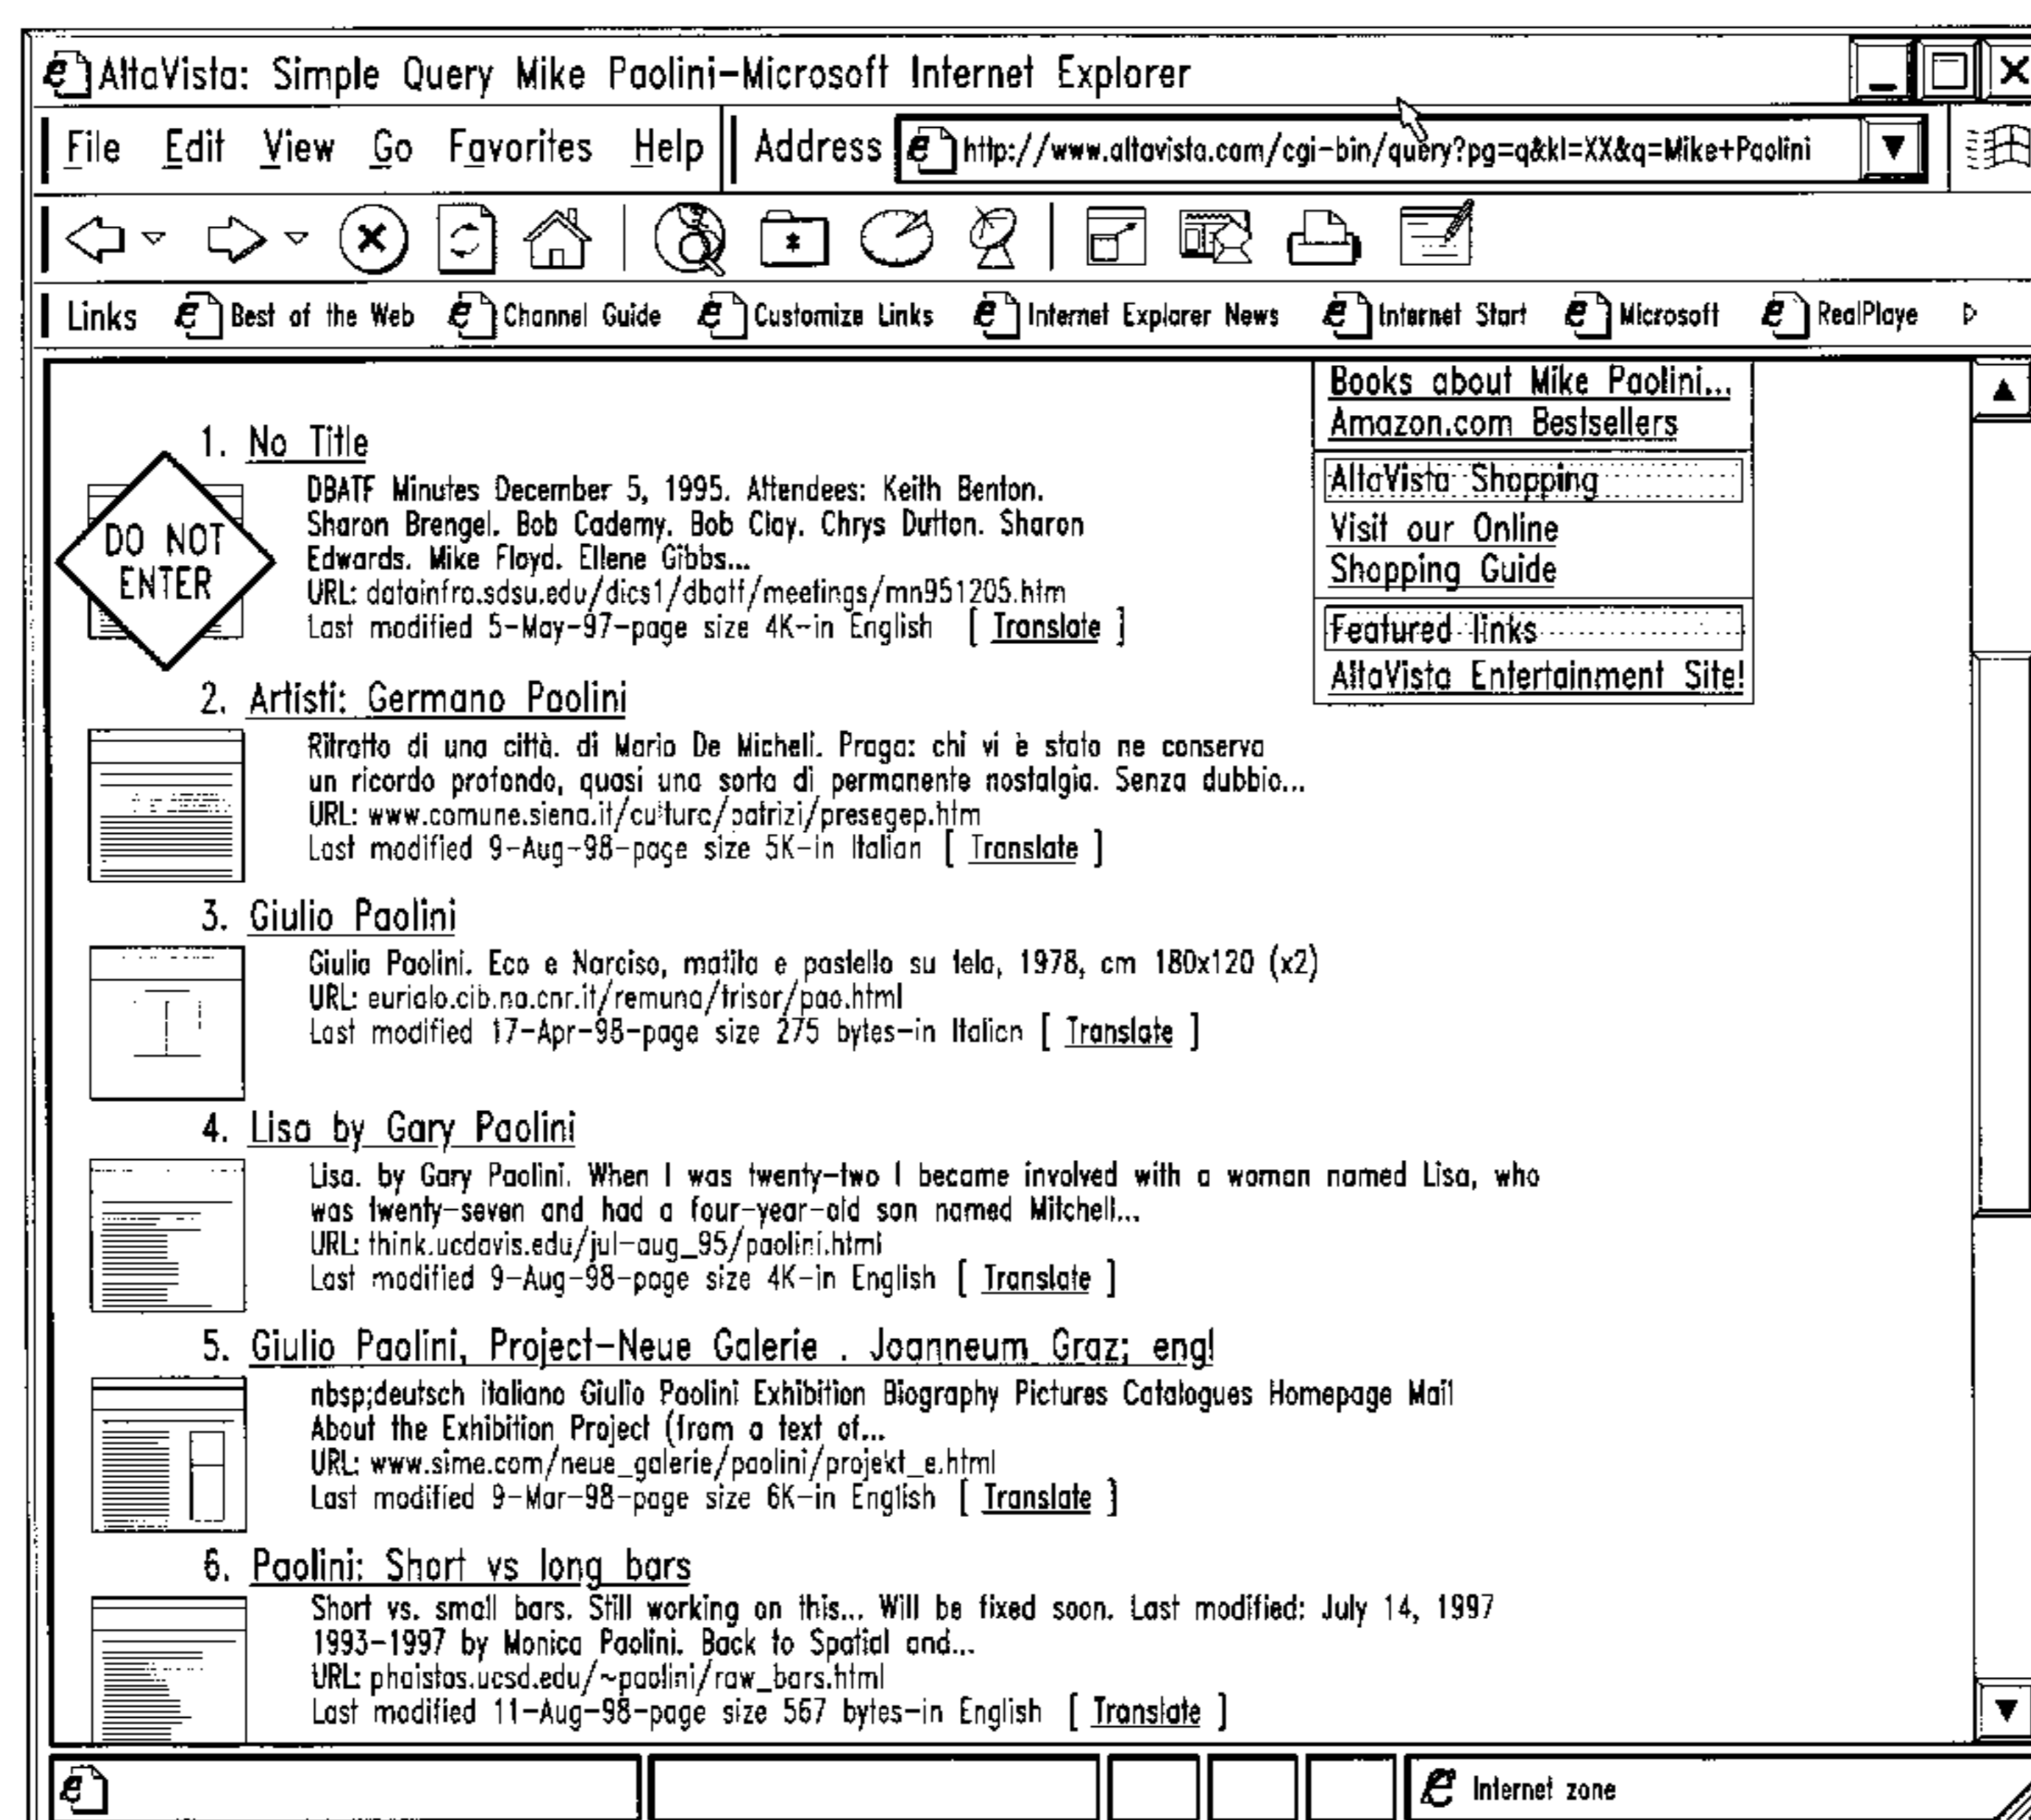 AltaVista: Simple Query Mike Paolini-Microsoft Internet Explorer
File Edit View Go Favorites Help Address http://www.altavista.com/cgi-bin/query?pg=q&kl=XX&q=Mike+Paolini
Links Best of the Web Channel Guide Customize Links Internet Explorer News Internet Start Microsoft RealPlaye
Books about Mike Paolini...
Amazon.com Bestsellers
AltaVista Shopping
Visit our Online
Shopping Guide
Featured links
AltaVista Entertainment Site!
1. No Title
DO NOT
ENTER
DBATF Minutes December 5, 1995. Attendees: Keith Benton.
Sharon Brengel. Bob Cademy. Bob Clay. Chrys Dutton. Sharon
Edwards. Mike Floyd. Ellene Gibbs...
URL: datainfra.sdsu.edu/dics1/dbatf/meetings/mn951205.htm
Last modified 5-May-97-page size 4K-in English [ Translate ]
2. Artisti: Germano Paolini
Ritratto di una città. di Mario De Micheli. Praga: chi vi è stato ne conserva
un ricordo profondo, quasi una sorta di permanente nostalgia. Senza dubbio...
URL: www.comune.siena.it/cultura/patrizi/presegep.htm
Last modified 9-Aug-98-page size 5K-in Italian [ Translate ]
3. Giulio Paolini
Giulio Paolini. Eco e Narciso, matita e pastello su tela, 1978, cm 180x120 (x2)
URL: eurialo.cib.na.cnr.it/remuna/trisor/pao.html
Last modified 17-Apr-98-page size 275 bytes-in Italian [ Translate ]
4. Lisa by Gary Paolini
Lisa. by Gary Paolini. When I was twenty-two I became involved with a woman named Lisa, who
was twenty-seven and had a four-year-old son named Mitchell...
URL: think.ucdavis.edu/jul-aug_95/paolini.html
Last modified 9-Aug-98-page size 4K-in English [ Translate ]
5. Giulio Paolini, Project-Neue Galerie . Joanneum Graz; engl
nbsp;deutsch italiano Giulio Paolini Exhibition Biography Pictures Catalogues Homepage Mail
About the Exhibition Project (from a text of...
URL: www.sime.com/neue_galerie/paolini/projekt_e.html
Last modified 9-Mar-98-page size 6K-in English [ Translate ]
6. Paolini: Short vs long bars
Short vs. small bars. Still working on this... Will be fixed soon. Last modified: July 14, 1997
1993-1997 by Monica Paolini. Back to Spatial and...
URL: phaistos.ucsd.edu/~paolini/raw_bars.html
Last modified 11-Aug-98-page size 567 bytes-in English [ Translate ]
Internet zone